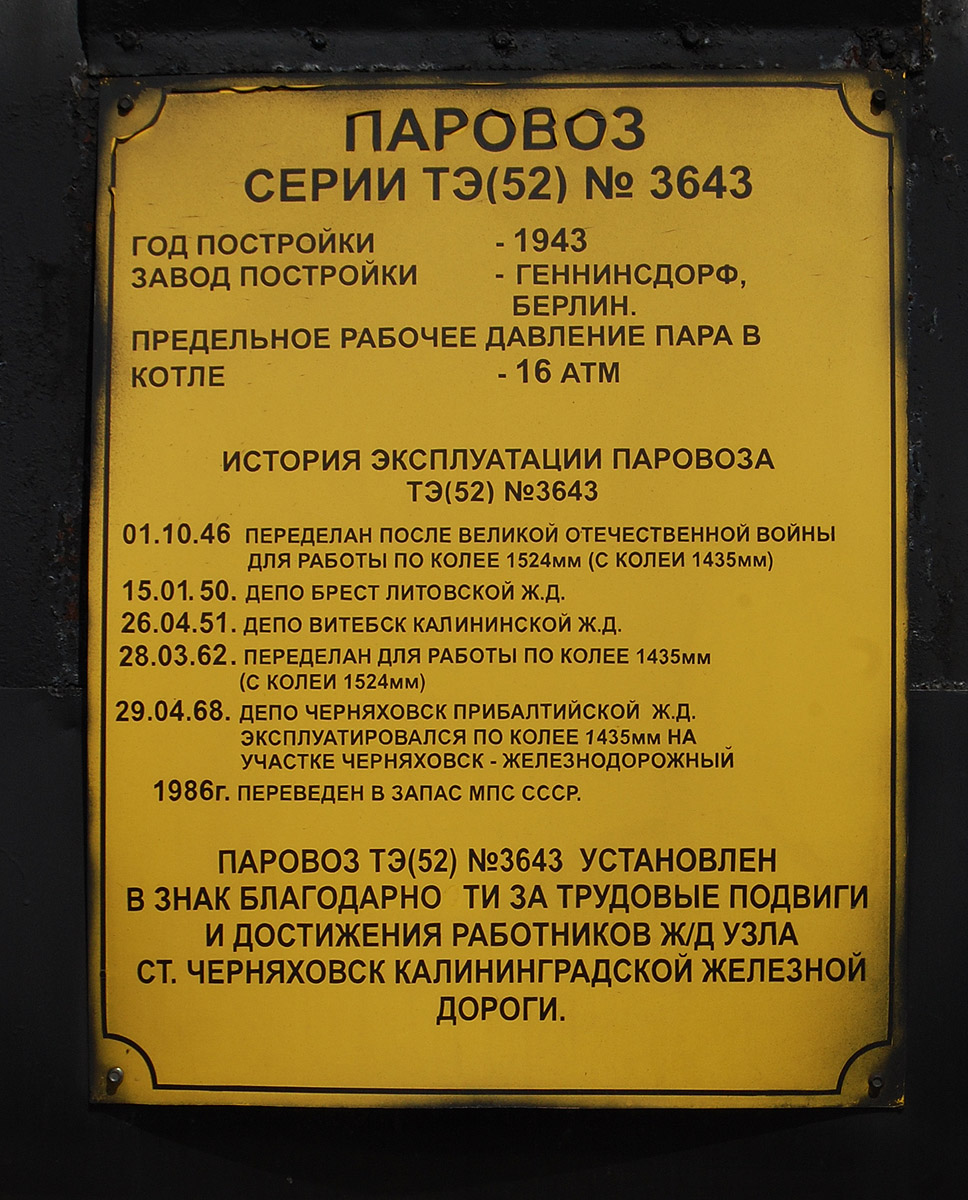 ПАРОВОЗ
СЕРИИ ТЭ(52) № 3643
ГОД ПОСТРОЙКИ - 1943
ЗАВОД ПОСТРОЙКИ - ГЕННИНСДОРФ,
БЕРЛИН.
ПРЕДЕЛЬНОЕ РАБОЧЕЕ ДАВЛЕНИЕ ПАРА В
КОТЛЕ - 16 АТМ
ИСТОРИЯ ЭКСПЛУАТАЦИИ ПАРОВОЗА
ТЭ(52) №3643
01.10.46 ПЕРЕДЕЛАН ПОСЛЕ ВЕЛИКОЙ ОТЕЧЕСТВЕННОЙ ВОЙНЫ
ДЛЯ РАБОТЫ ПО КОЛЕЕ 1524мм (С КОЛЕИ 1435мм)
15.01.50. ДЕПО БРЕСТ ЛИТОВСКОЙ Ж.Д.
26.04.51. ДЕПО ВИТЕБСК КАЛИНИНСКОЙ Ж.Д.
28.03.62. ПЕРЕДЕЛАН ДЛЯ РАБОТЫ ПО КОЛЕЕ 1435мм
(С КОЛЕИ 1524мм)
29.04.68. ДЕПО ЧЕРНЯХОВСК ПРИБАЛТИЙСКОЙ Ж.Д.
ЭКСПЛУАТИРОВАЛСЯ ПО КОЛЕЕ 1435мм НА
УЧАСТКЕ ЧЕРНЯХОВСК - ЖЕЛЕЗНОДОРОЖНЫЙ
1986г. ПЕРЕВЕДЕН В ЗАПАС МПС СССР.
ПАРОВОЗ ТЭ(52) №3643 УСТАНОВЛЕН
В ЗНАК БЛАГОДАРНО ТИ ЗА ТРУДОВЫЕ ПОДВИГИ
И ДОСТИЖЕНИЯ РАБОТНИКОВ Ж/Д УЗЛА
СТ. ЧЕРНЯХОВСК КАЛИНИНГРАДСКОЙ ЖЕЛЕЗНОЙ
ДОРОГИ.